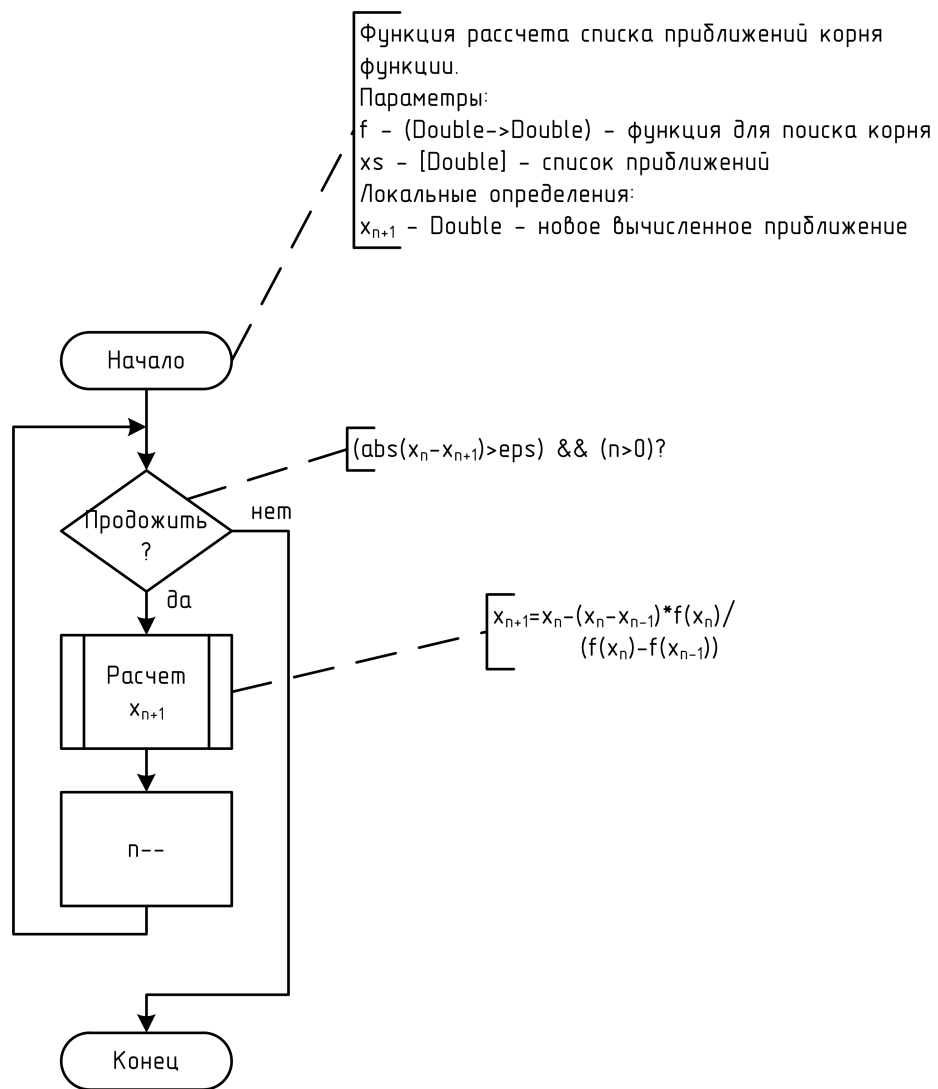 Функция рассчета списка приближений корня
функции.
Параметры:
f - (Double->Double) - функция для поиска корня
xs - [Double] - список приближений
Локальные определения:
xₙ₊₁ - Double - новое вычисленное приближение
Начало
(abs(xₙ-xₙ₊₁)>eps) && (n>0)?
нет
Продожить
?
да
xₙ₊₁=xₙ-(xₙ-xₙ₋₁)*f(xₙ)/
(f(xₙ)-f(xₙ₋₁))
Расчет
xₙ₊₁
n--
Конец